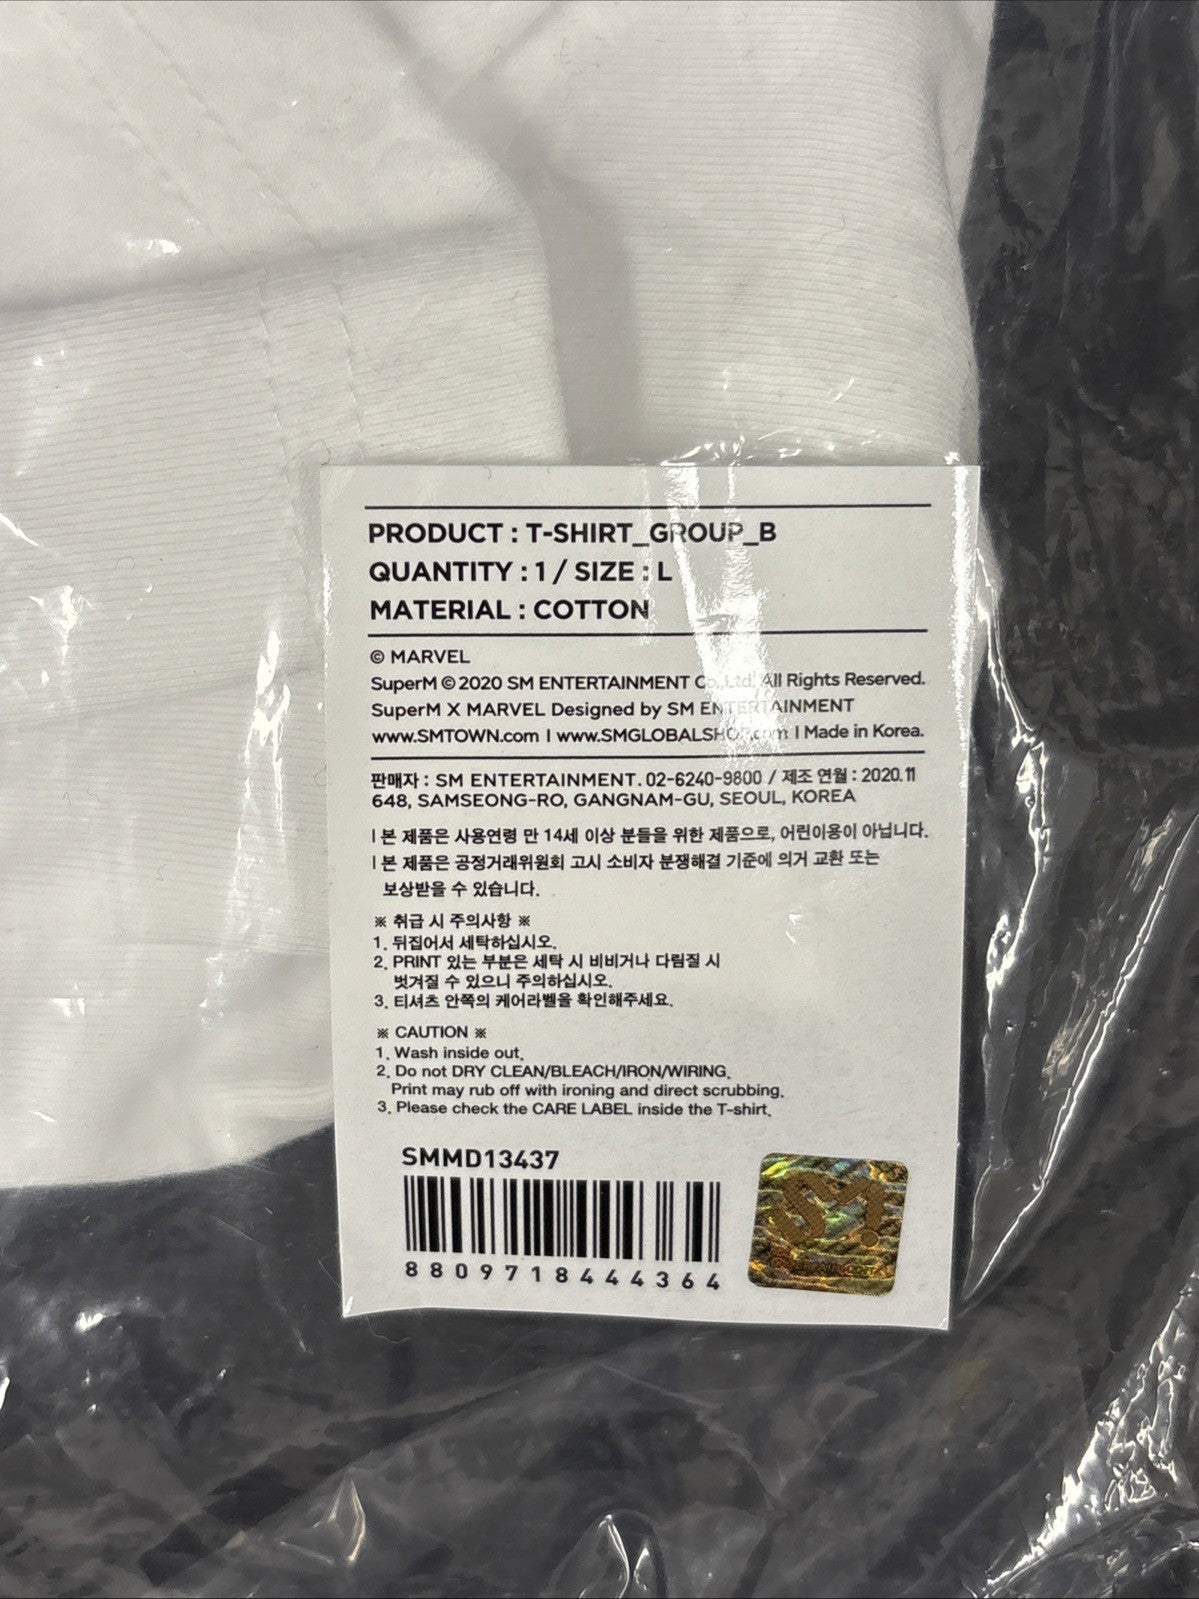 PRODUCT : T-SHIRT_GROUP_B
QUANTITY : 1 / SIZE : L
MATERIAL : COTTON
© MARVEL
SuperM © 2020 SM ENTERTAINMENT Co., Ltd. All Rights Reserved.
SuperM X MARVEL Designed by SM ENTERTAINMENT
www.SMTOWN.com I www.SMGLOBALSHOP.com I Made in Korea.
판매자 : SM ENTERTAINMENT. 02-6240-9800 / 제조 연월 : 2020.11
648, SAMSEONG-RO, GANGNAM-GU, SEOUL, KOREA
I 본 제품은 사용연령 만 14세 이상 분들을 위한 제품으로, 어린이용이 아닙니다.
I 본 제품은 공정거래위원회 고시 소비자 분쟁해결 기준에 의거 교환 또는
보상받을 수 있습니다.
※ 취급 시 주의사항 ※
1. 뒤집어서 세탁하십시오.
2. PRINT 있는 부분은 세탁 시 비비거나 다림질 시
벗겨질 수 있으니 주의하십시오.
3. 티셔츠 안쪽의 케어라벨을 확인해주세요.
※ CAUTION ※
1. Wash inside out.
2. Do not DRY CLEAN/BLEACH/IRON/WIRING.
Print may rub off with ironing and direct scrubbing.
3. Please check the CARE LABEL inside the T-shirt.
SMMD13437
8809718444364
SM